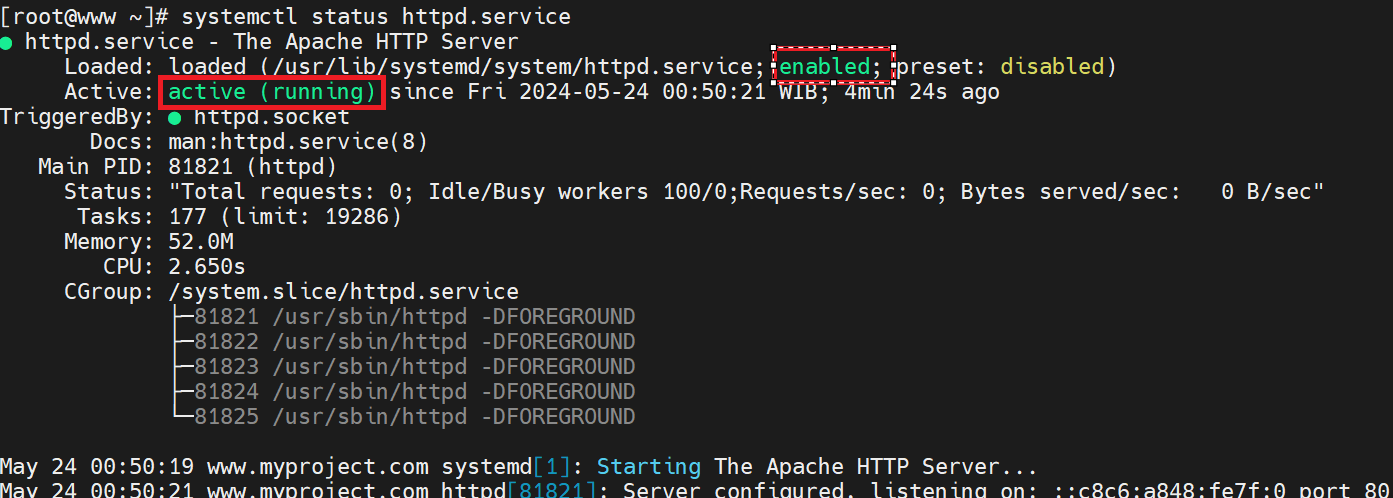 [root@www ~]# systemctl status httpd.service
● httpd.service - The Apache HTTP Server
     Loaded: loaded (/usr/lib/systemd/system/httpd.service; enabled; preset: disabled)
     Active: active (running) since Fri 2024-05-24 00:50:21 WIB; 4min 24s ago
TriggeredBy: ● httpd.socket
       Docs: man:httpd.service(8)
   Main PID: 81821 (httpd)
     Status: "Total requests: 0; Idle/Busy workers 100/0;Requests/sec: 0; Bytes served/sec:   0 B/sec"
      Tasks: 177 (limit: 19286)
     Memory: 52.0M
        CPU: 2.650s
     CGroup: /system.slice/httpd.service
             ├─81821 /usr/sbin/httpd -DFOREGROUND
             ├─81822 /usr/sbin/httpd -DFOREGROUND
             ├─81823 /usr/sbin/httpd -DFOREGROUND
             ├─81824 /usr/sbin/httpd -DFOREGROUND
             └─81825 /usr/sbin/httpd -DFOREGROUND
May 24 00:50:19 www.myproject.com systemd[1]: Starting The Apache HTTP Server...
May 24 00:50:21 www.myproject.com httpd[81821]: Server configured, listening on: ::c8c6:a848:fe7f:0 port 80